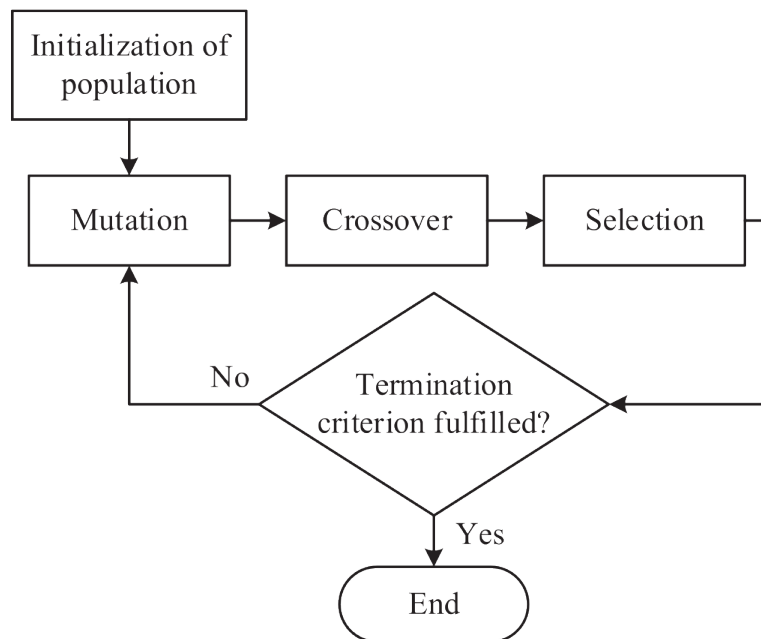 Initialization of
population
Mutation
Crossover
Selection
No
Termination
criterion fulfilled?
Yes
End